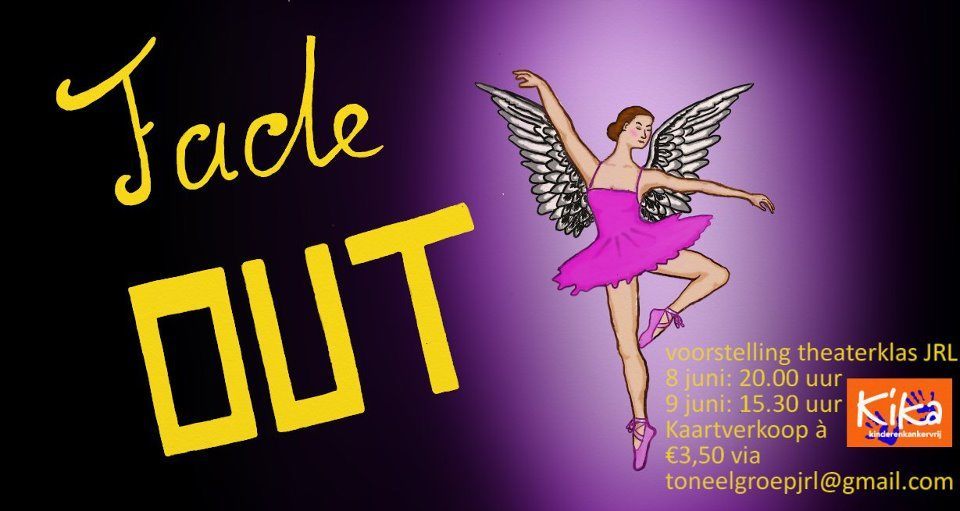 Fade
OUT
voorstelling theaterklas JRL
8 juni: 20.00 uur
9 juni: 15.30 uur
Kaartverkoop à
€3,50 via
toneelgroepjrl@gmail.com
KiKa
kinderenkankervrij